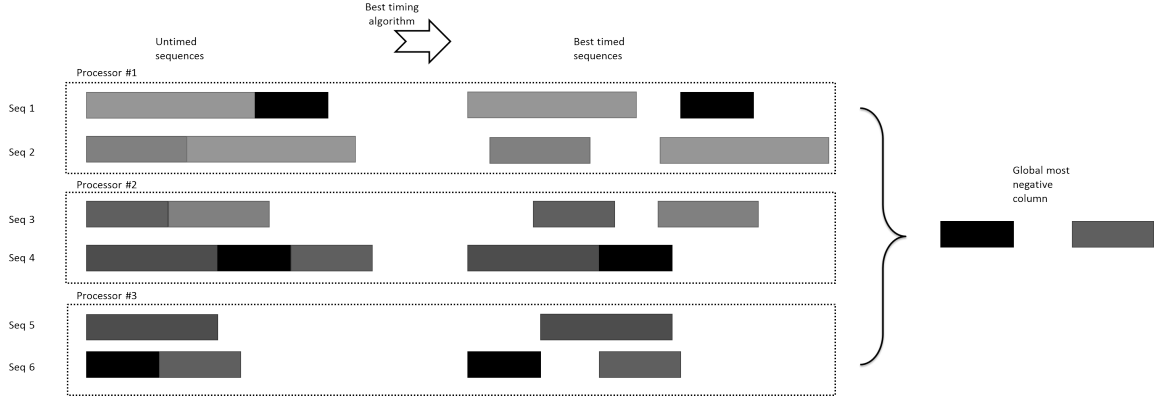 Best timing
algorithm
Untimed
sequences
Best timed
sequences
Processor #1
Seq 1
Seq 2
Processor #2
Seq 3
Seq 4
Processor #3
Seq 5
Seq 6
Global most
negative
column